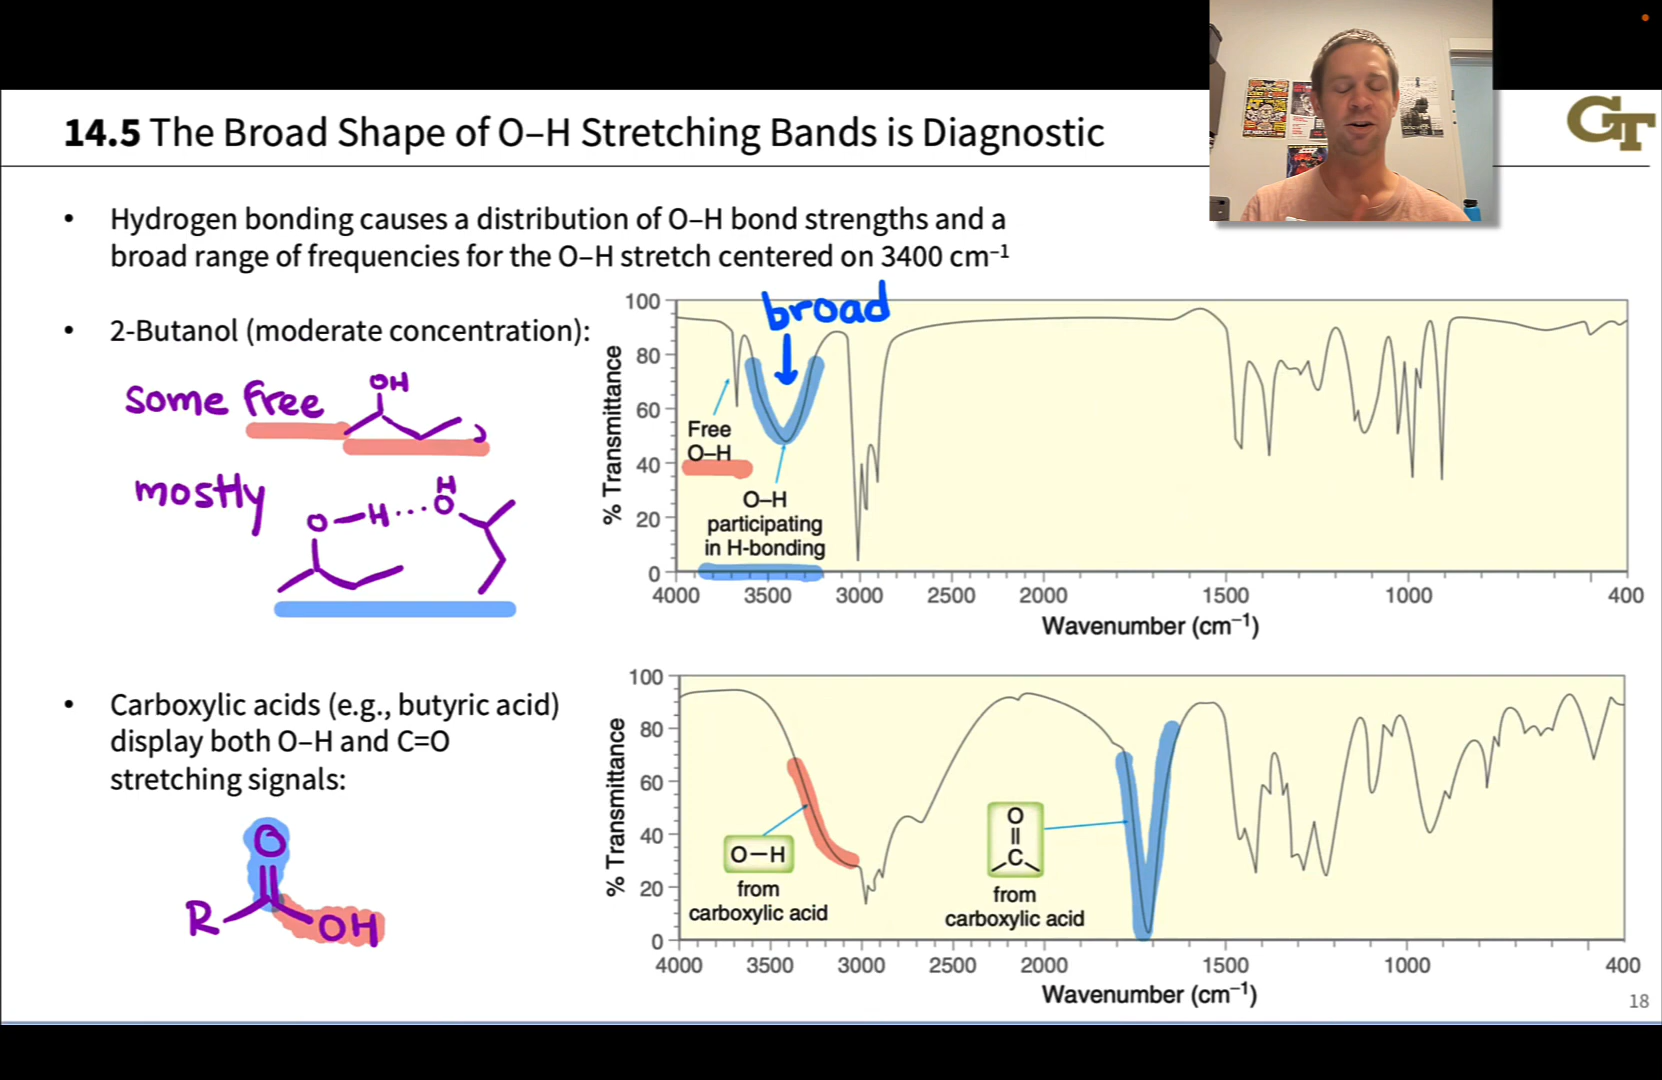 14.5 The Broad Shape of O–H Stretching Bands is Diagnostic
GT
• Hydrogen bonding causes a distribution of O–H bond strengths and a
broad range of frequencies for the O–H stretch centered on 3400 cm⁻¹
• 2-Butanol (moderate concentration):
some free
OH
mostly
O–H···O
H
broad
% Transmittance
100
80
60
40
20
0
Free
O–H
O–H
participating
in H-bonding
4000 3500 3000 2500 2000 1500 1000 400
Wavenumber (cm⁻¹)
• Carboxylic acids (e.g., butyric acid)
display both O–H and C=O
stretching signals:
O
R
OH
% Transmittance
100
80
60
40
20
0
O–H
from
carboxylic acid
O
C
from
carboxylic acid
4000 3500 3000 2500 2000 1500 1000 400
Wavenumber (cm⁻¹)
18